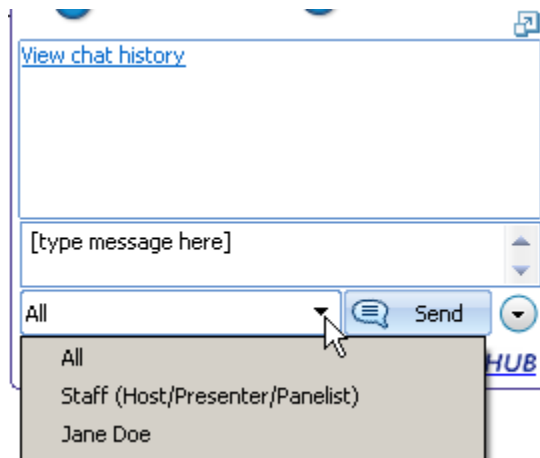 View chat history
[type message here]
All
Send
HUB
All
Staff (Host/Presenter/Panelist)
Jane Doe